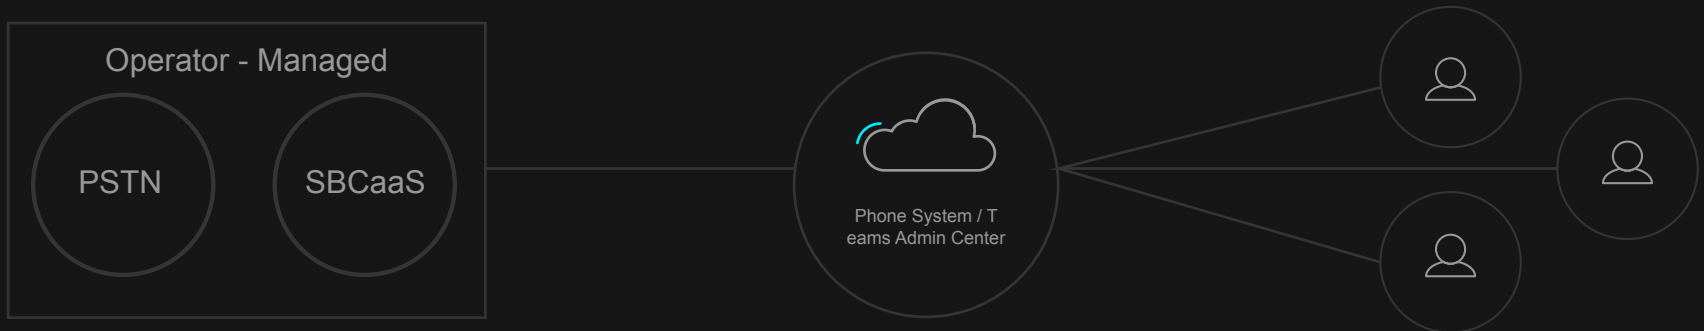 Operator - Managed
PSTN
SBCaaS
Phone System / T
eams Admin Center